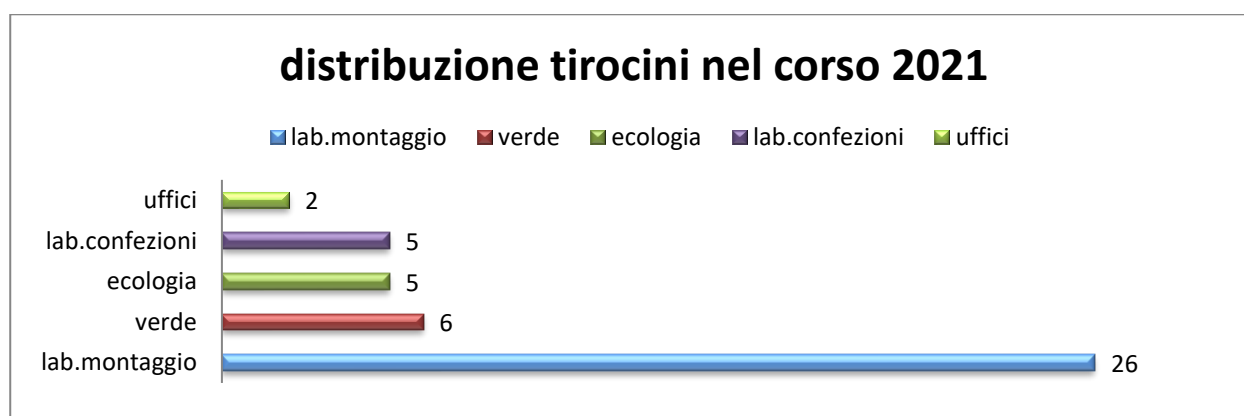 distribuzione tirocini nel corso 2021
lab.montaggio verde ecologia lab.confezioni uffici
uffici 2
lab.confezioni 5
ecologia 5
verde 6
lab.montaggio 26